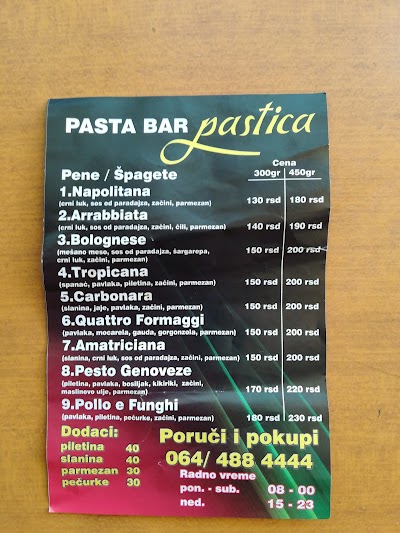 PASTA BAR pastica
Cena
Pene / Špagete 300gr 450gr
1.Napolitana 130 rsd 180 rsd
(crni luk, sos od paradajza, začini, parmezan)
2.Arrabbiata 140 rsd 190 rsd
(crni luk, sos od paradajza, začini, čili, parmezan)
3.Bolognese 150 rsd 200 rsd
(mešano meso, sos od paradajza, šargarepa,
crni luk, začini, parmezan)
4.Tropicana 150 rsd 200 rsd
(spanać, pavlaka, piletina, začini, parmezan)
5.Carbonara 150 rsd 200 rsd
(slanina, jaje, pavlaka, začini, parmezan)
6.Quattro Formaggi 150 rsd 200 rsd
(pavlaka, mocarela, gauda, gorgonzola, parmezan)
7.Amatriciana 150 rsd 200 rsd
(slanina, crni luk, sos od paradajza, začini, parmezan)
8.Pesto Genoveze 170 rsd 220 rsd
(piletina, pavlaka, bosiljak, kikiriki, začini,
maslinovo ulje, parmezan)
9.Pollo e Funghi 180 rsd 230 rsd
(pavlaka, piletina, pečurke, začini, parmezan)
Dodaci:
piletina 40
slanina 40
parmezan 30
pečurke 30
Poruči i pokupi
064/ 488 4444
Radno vreme
pon. - sub. 08 - 00
ned. 15 - 23